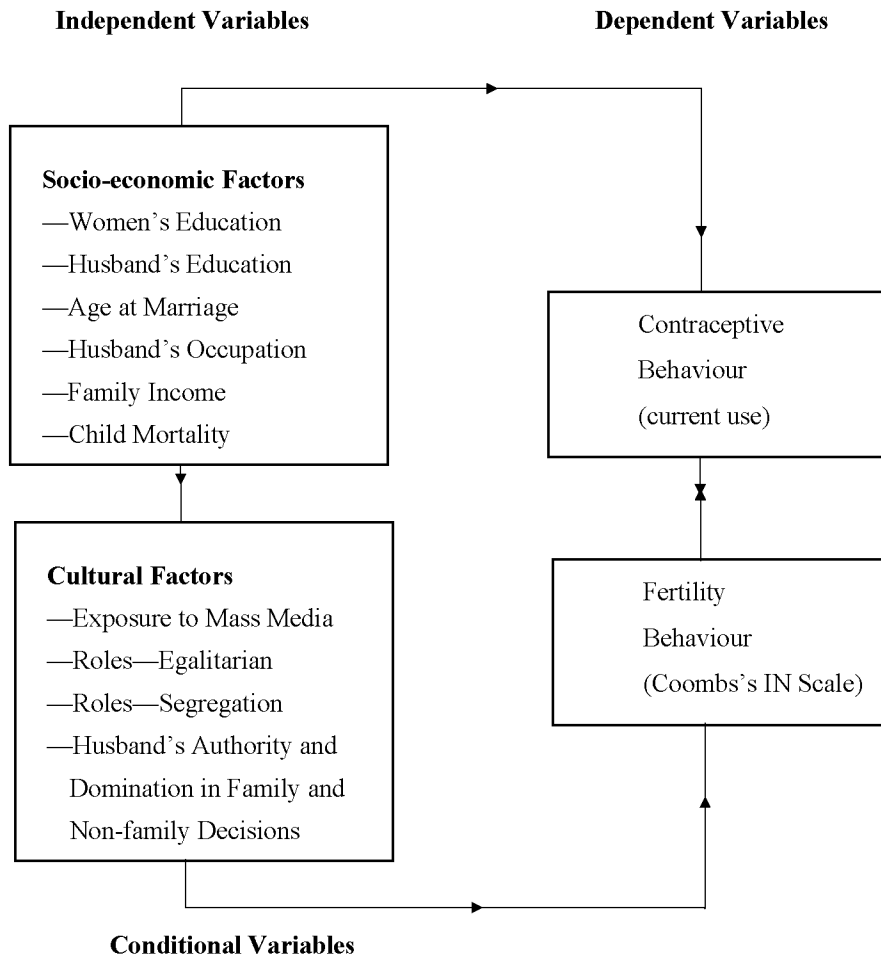 Independent Variables
Dependent Variables
Socio-economic Factors
—Women’s Education
—Husband’s Education
—Age at Marriage
—Husband’s Occupation
—Family Income
—Child Mortality
Contraceptive
Behaviour
(current use)
Cultural Factors
—Exposure to Mass Media
—Roles—Egalitarian
—Roles—Segregation
—Husband’s Authority and
Domination in Family and
Non-family Decisions
Fertility
Behaviour
(Coombs’s IN Scale)
Conditional Variables